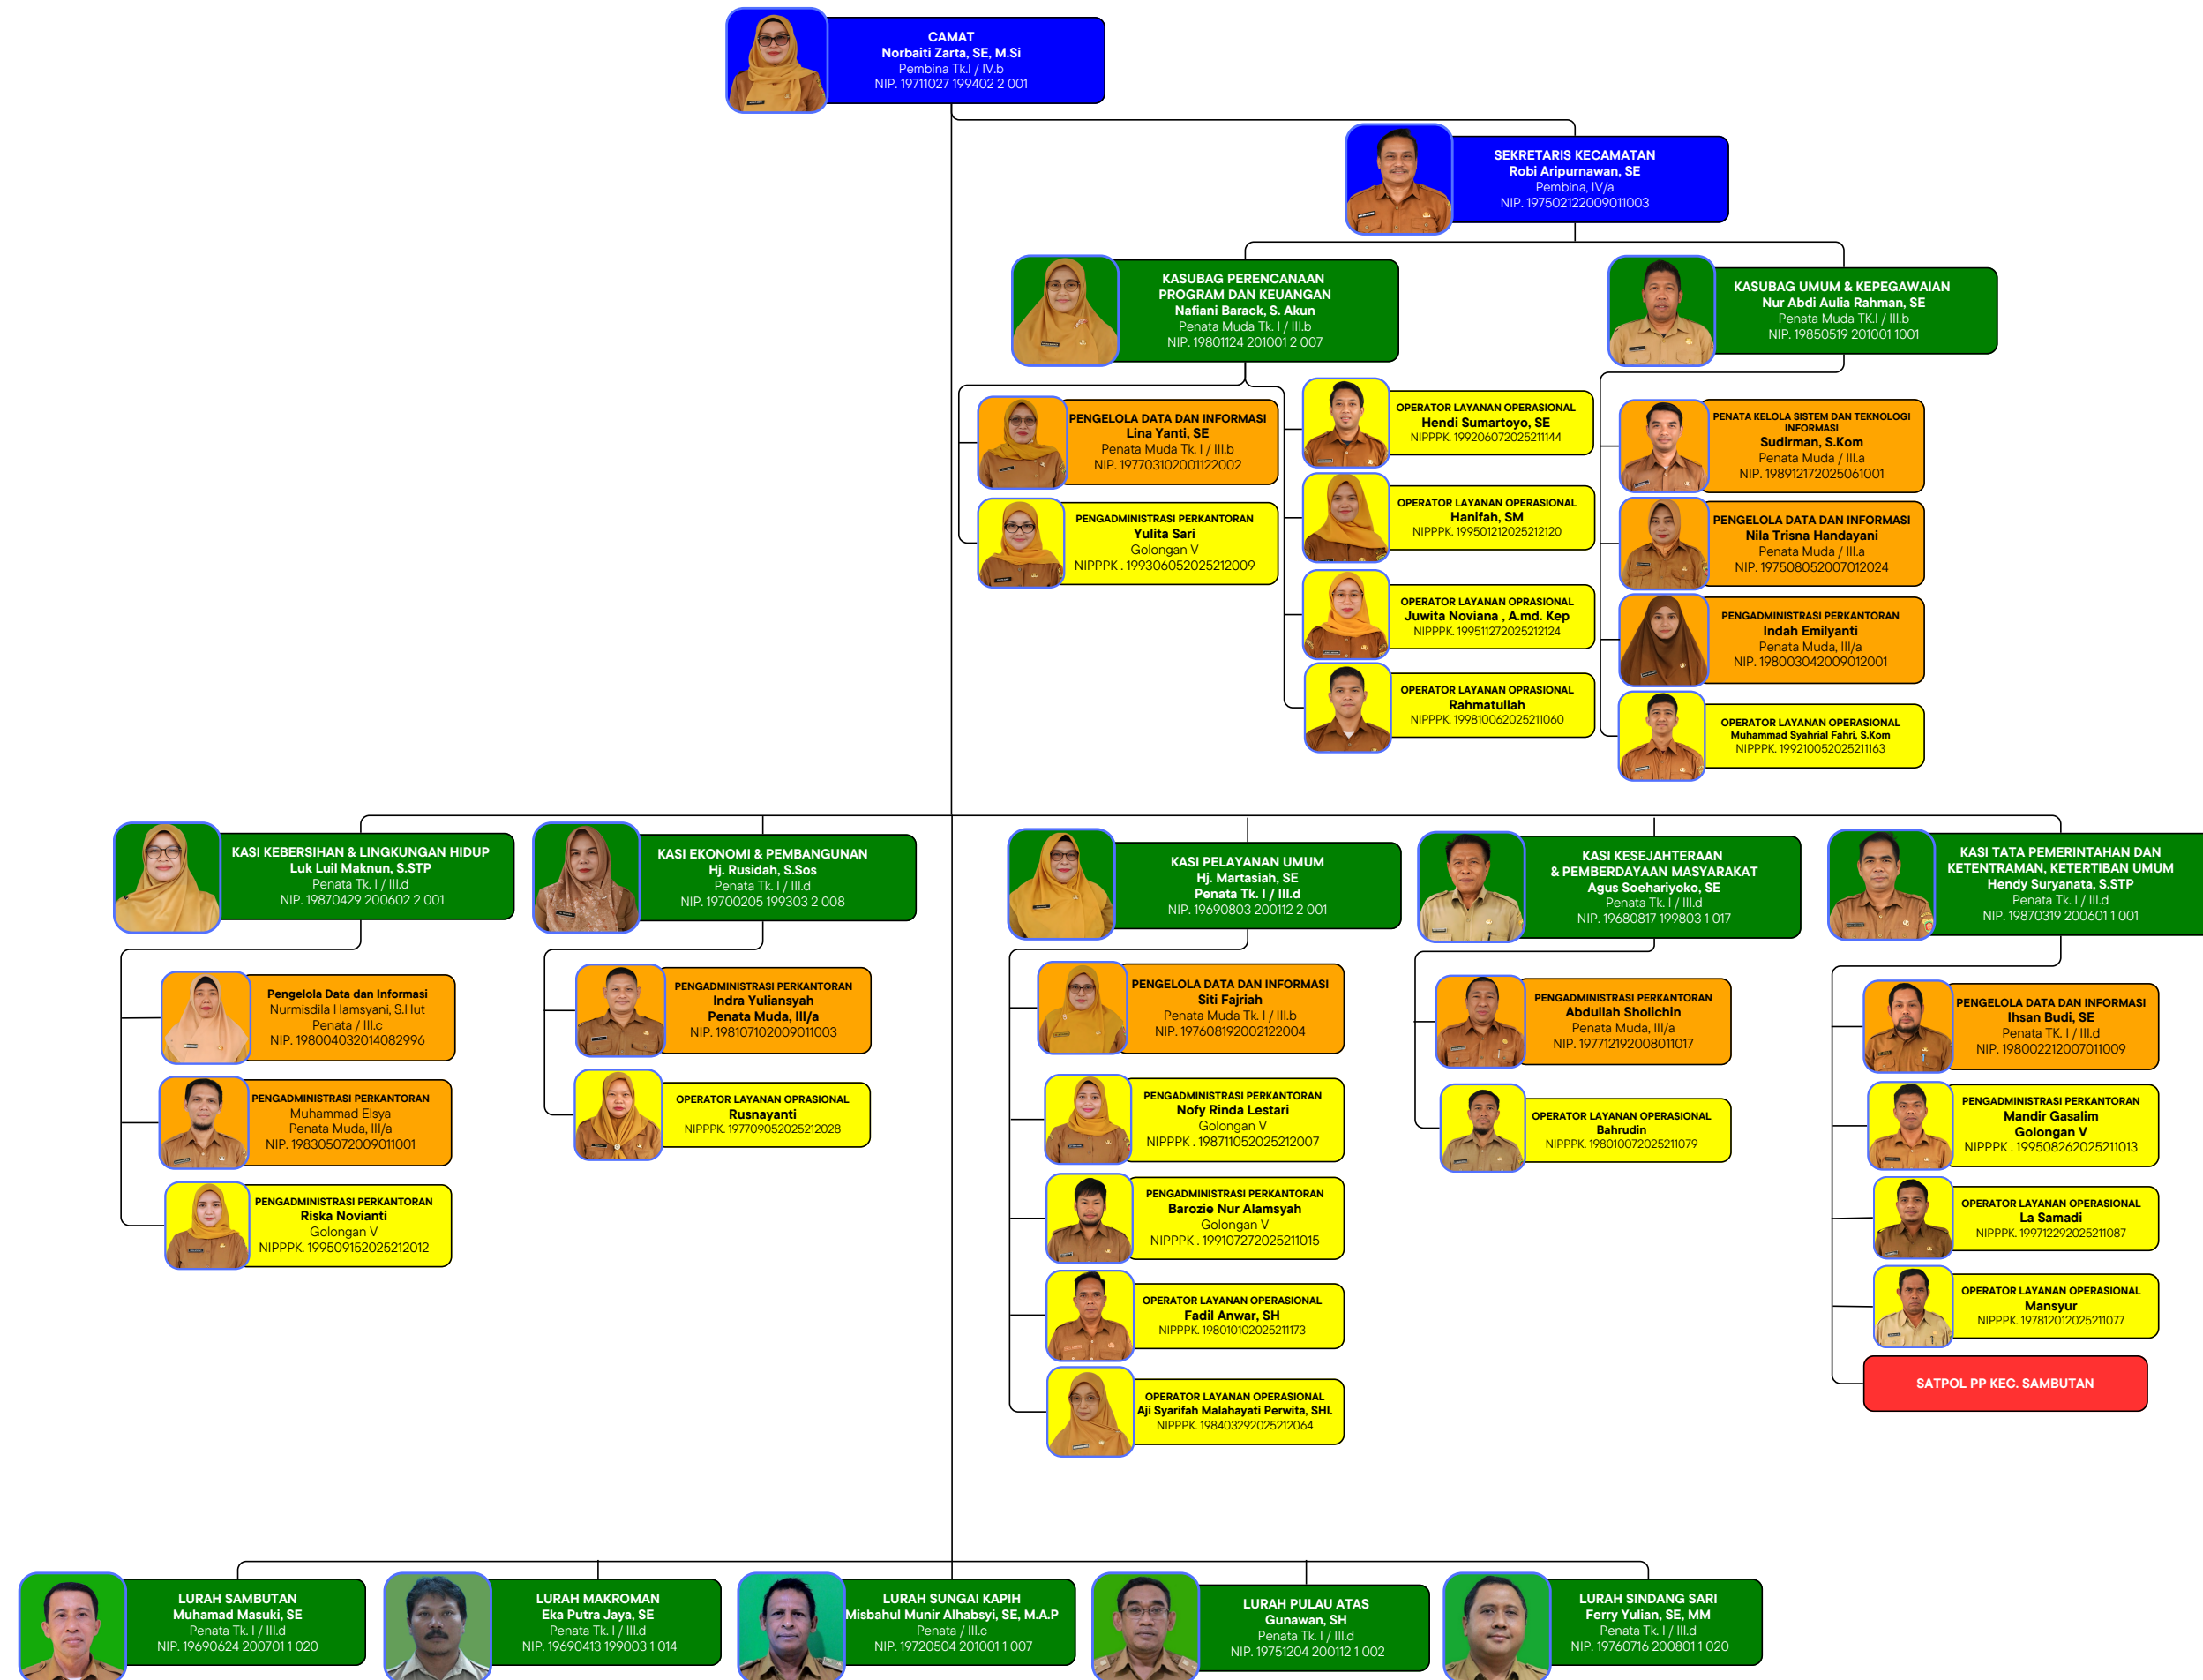 CAMAT
Norbaiti Zarta, SE, M.Si
Pembina Tk.I / IV.b
NIP. 19711027 199402 2 001
SEKRETARIS KECAMATAN
Robi Aripurnawan, SE
Pembina, IV/a
NIP. 197502122009011003
KASUBAG PERENCANAAN
PROGRAM DAN KEUANGAN
Nafiani Barack, S. Akun
Penata Muda Tk. I / III.b
NIP. 19801124 201001 2 007
KASUBAG UMUM & KEPEGAWAIAN
Nur Abdi Aulia Rahman, SE
Penata Muda TK.I / III.b
NIP. 19850519 201001 1001
PENGELOLA DATA DAN INFORMASI
Lina Yanti, SE
Penata Muda Tk. I / III.b
NIP. 197703102001122002
PENGADMINISTRASI PERKANTORAN
Yulita Sari
Golongan V
NIPPPK . 199306052025212009
OPERATOR LAYANAN OPERASIONAL
Hendi Sumartoyo, SE
NIPPPK. 199206072025211144
OPERATOR LAYANAN OPERASIONAL
Hanifah, SM
NIPPPK. 199501212025212120
OPERATOR LAYANAN OPRASIONAL
Juwita Noviana , A.md. Kep
NIPPPK. 199511272025212124
OPERATOR LAYANAN OPRASIONAL
Rahmatullah
NIPPPK. 199810062025211060
PENATA KELOLA SISTEM DAN TEKNOLOGI
INFORMASI
Sudirman, S.Kom
Penata Muda / III.a
NIP. 198912172025061001
PENGELOLA DATA DAN INFORMASI
Nila Trisna Handayani
Penata Muda / III.a
NIP. 197508052007012024
PENGADMINISTRASI PERKANTORAN
Indah Emilyanti
Penata Muda, III/a
NIP. 198003042009012001
OPERATOR LAYANAN OPERASIONAL
Muhammad Syahrial Fahri, S.Kom
NIPPPK. 199210052025211163
KASI KEBERSIHAN & LINGKUNGAN HIDUP
Luk Luil Maknun, S.STP
Penata Tk. I / III.d
NIP. 19870429 200602 2 001
KASI EKONOMI & PEMBANGUNAN
Hj. Rusidah, S.Sos
Penata Tk. I / III.d
NIP. 19700205 199303 2 008
KASI PELAYANAN UMUM
Hj. Martasiah, SE
Penata Tk. I / III.d
NIP. 19690803 200112 2 001
KASI KESEJAHTERAAN
& PEMBERDAYAAN MASYARAKAT
Agus Soehariyoko, SE
Penata Tk. I / III.d
NIP. 19680817 199803 1 017
KASI TATA PEMERINTAHAN DAN
KETENTRAMAN, KETERTIBAN UMUM
Hendy Suryanata, S.STP
Penata Tk. I / III.d
NIP. 19870319 200601 1 001
Pengelola Data dan Informasi
Nurmisdila Hamsyani, S.Hut
Penata / III.c
NIP. 198004032014082996
PENGADMINISTRASI PERKANTORAN
Muhammad Elsya
Penata Muda, III/a
NIP. 198305072009011001
PENGADMINISTRASI PERKANTORAN
Riska Novianti
Golongan V
NIPPPK. 199509152025212012
PENGADMINISTRASI PERKANTORAN
Indra Yuliansyah
Penata Muda, III/a
NIP. 198107102009011003
OPERATOR LAYANAN OPRASIONAL
Rusnayanti
NIPPPK. 197709052025212028
PENGELOLA DATA DAN INFORMASI
Siti Fajriah
Penata Muda Tk. I / III.b
NIP. 197608192002122004
PENGADMINISTRASI PERKANTORAN
Nofy Rinda Lestari
Golongan V
NIPPPK . 198711052025212007
PENGADMINISTRASI PERKANTORAN
Barozie Nur Alamsyah
Golongan V
NIPPPK . 199107272025211015
OPERATOR LAYANAN OPERASIONAL
Fadil Anwar, SH
NIPPPK. 198010102025211173
OPERATOR LAYANAN OPERASIONAL
Aji Syarifah Malahayati Perwita, SHI.
NIPPPK. 198403292025212064
PENGADMINISTRASI PERKANTORAN
Abdullah Sholichin
Penata Muda, III/a
NIP. 197712192008011017
OPERATOR LAYANAN OPERASIONAL
Bahrudin
NIPPPK. 198010072025211079
PENGELOLA DATA DAN INFORMASI
Ihsan Budi, SE
Penata TK. I / III.d
NIP. 198002212007011009
PENGADMINISTRASI PERKANTORAN
Mandir Gasalim
Golongan V
NIPPPK . 199508262025211013
OPERATOR LAYANAN OPERASIONAL
La Samadi
NIPPPK. 199712292025211087
OPERATOR LAYANAN OPERASIONAL
Mansyur
NIPPPK. 197812012025211077
SATPOL PP KEC. SAMBUTAN
LURAH SAMBUTAN
Muhamad Masuki, SE
Penata Tk. I / III.d
NIP. 19690624 200701 1 020
LURAH MAKROMAN
Eka Putra Jaya, SE
Penata Tk. I / III.d
NIP. 19690413 199003 1 014
LURAH SUNGAI KAPIH
Misbahul Munir Alhabsyi, SE, M.A.P
Penata / III.c
NIP. 19720504 201001 1 007
LURAH PULAU ATAS
Gunawan, SH
Penata Tk. I / III.d
NIP. 19751204 200112 1 002
LURAH SINDANG SARI
Ferry Yulian, SE, MM
Penata Tk. I / III.d
NIP. 19760716 200801 1 020